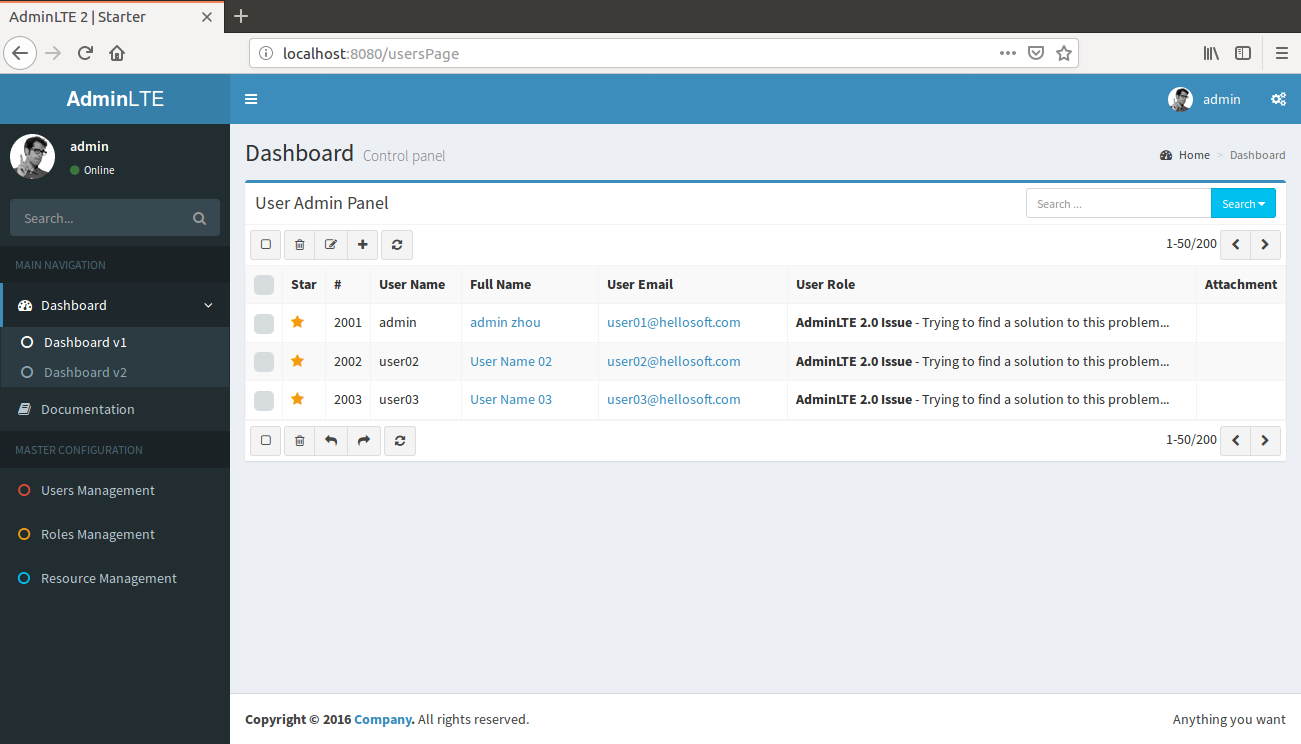 AdminLTE 2 | Starter
localhost:8080/usersPage
AdminLTE
admin
admin
Online
Search...
MAIN NAVIGATION
Dashboard
Dashboard v1
Dashboard v2
Documentation
MASTER CONFIGURATION
Users Management
Roles Management
Resource Management
Dashboard Control panel
Home > Dashboard
User Admin Panel
Search ... Search
1-50/200
Star # User Name Full Name User Email User Role Attachment
2001 admin admin zhou user01@hellosoft.com AdminLTE 2.0 Issue - Trying to find a solution to this problem...
2002 user02 User Name 02 user02@hellosoft.com AdminLTE 2.0 Issue - Trying to find a solution to this problem...
2003 user03 User Name 03 user03@hellosoft.com AdminLTE 2.0 Issue - Trying to find a solution to this problem...
1-50/200
Copyright © 2016 Company. All rights reserved. Anything you want